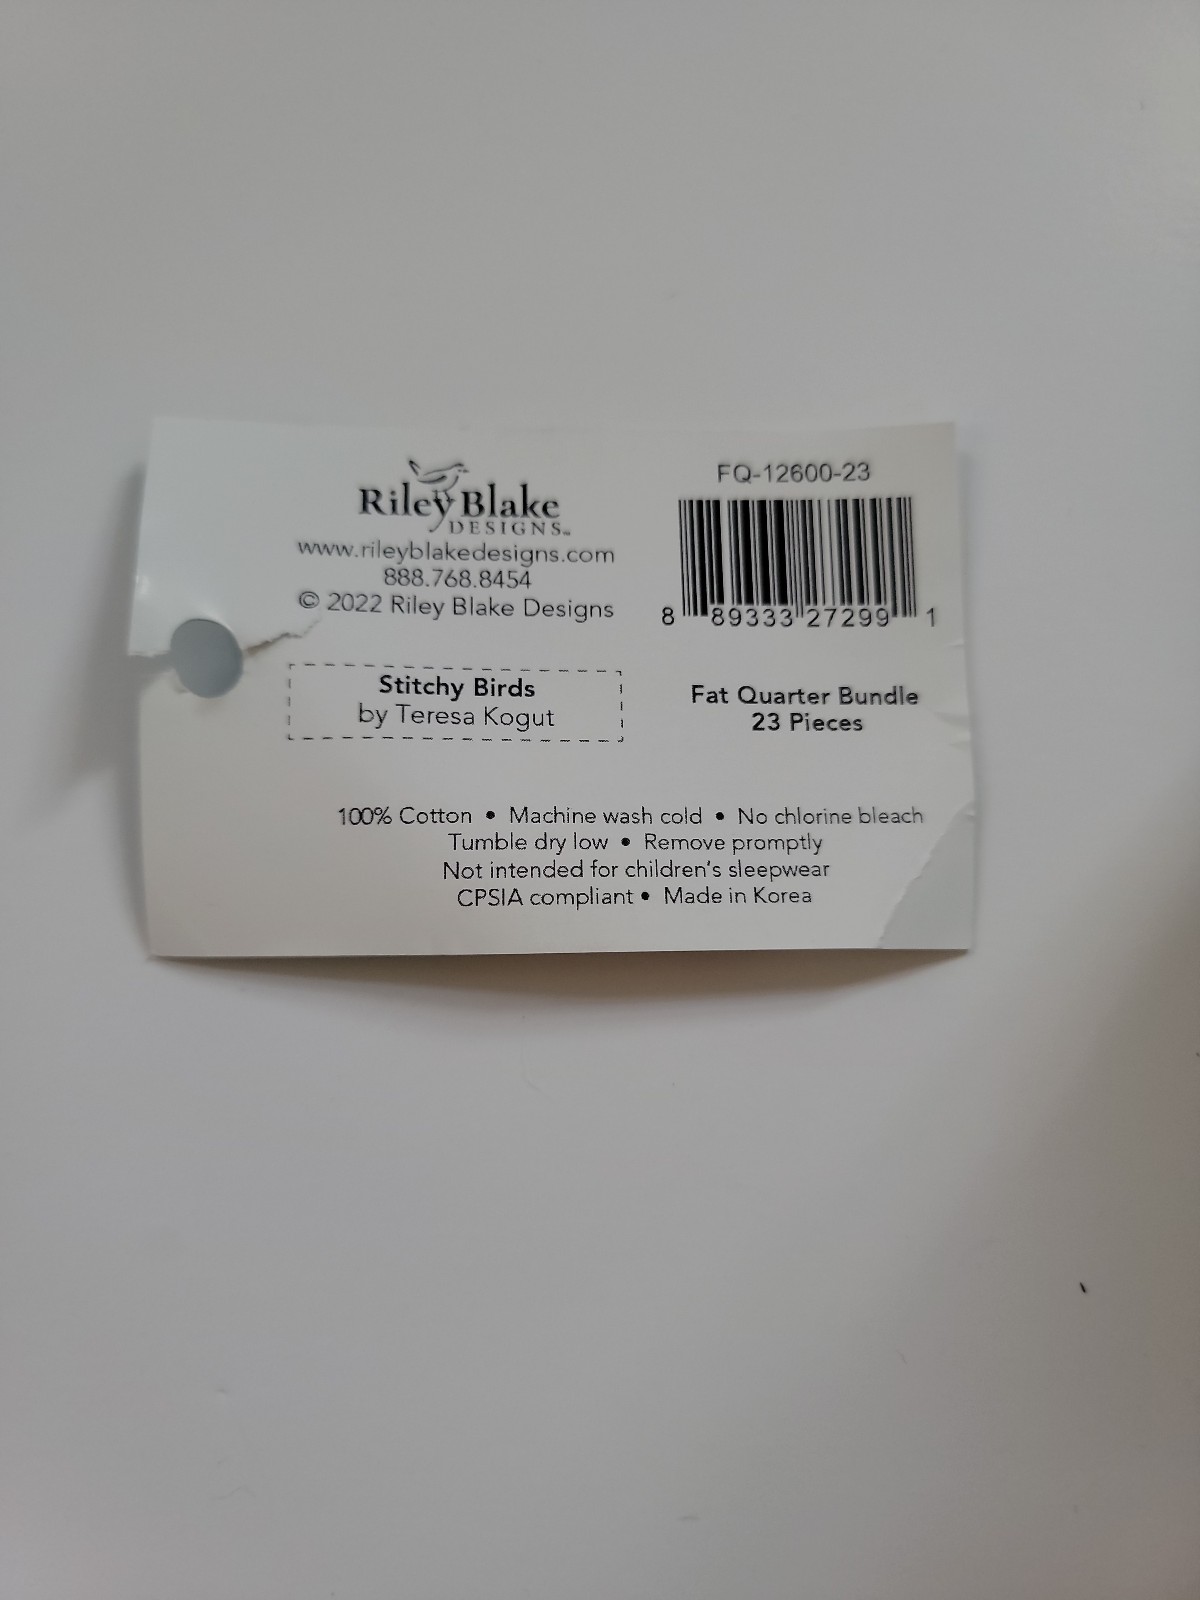 Riley Blake
DESIGNS™
www.rileyblakedesigns.com
888.768.8454
© 2022 Riley Blake Designs
FQ-12600-23
8 89333 27299 1
Stitchy Birds
by Teresa Kogut
Fat Quarter Bundle
23 Pieces
100% Cotton • Machine wash cold • No chlorine bleach
Tumble dry low • Remove promptly
Not intended for children's sleepwear
CPSIA compliant • Made in Korea